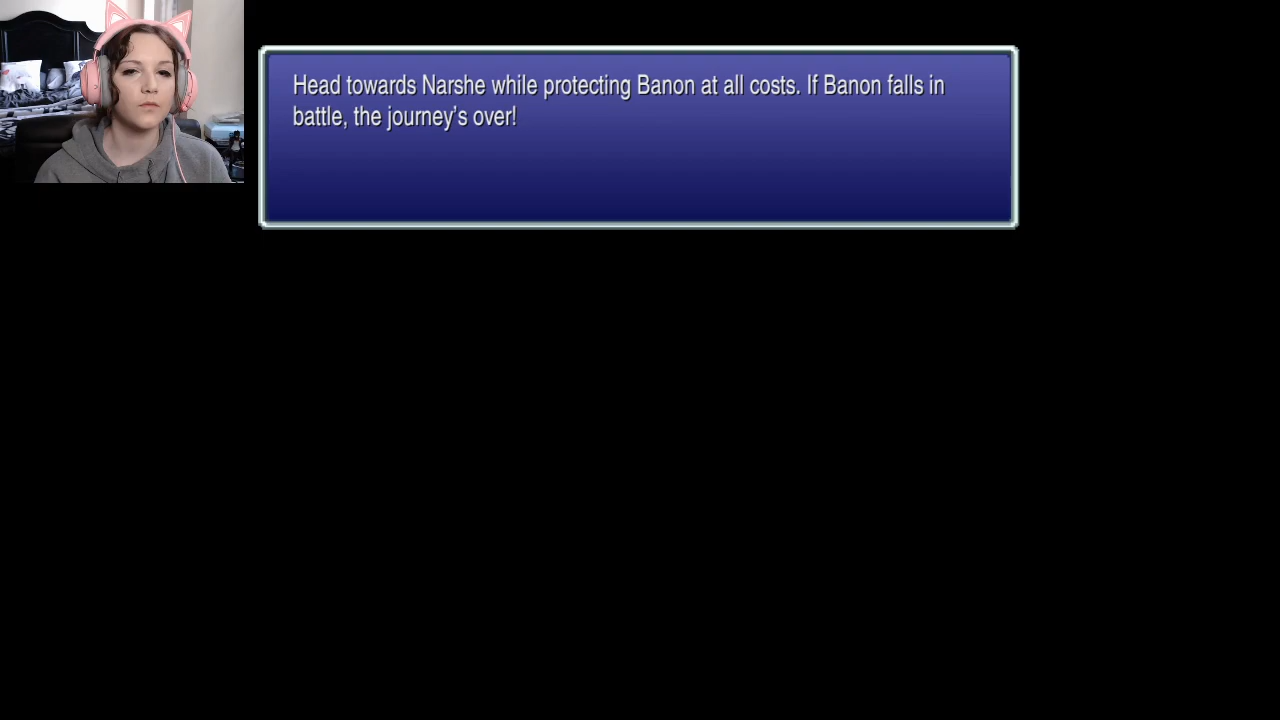 Head towards Narshe while protecting Banon at all costs. If Banon falls in
battle, the journey's over!